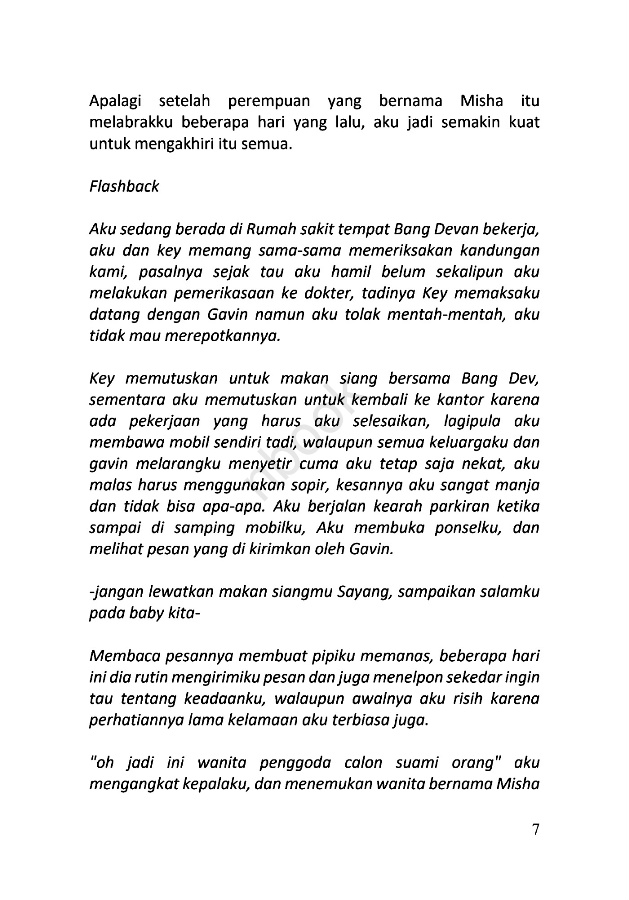 Apalagi setelah perempuan yang bernama Misha itu
melabrakku beberapa hari yang lalu, aku jadi semakin kuat
untuk mengakhiri itu semua.
Flashback
Aku sedang berada di Rumah sakit tempat Bang Devan bekerja,
aku dan key memang sama-sama memeriksakan kandungan
kami, pasalnya sejak tau aku hamil belum sekalipun aku
melakukan pemerikasaan ke dokter, tadinya Key memaksaku
datang dengan Gavin namun aku tolak mentah-mentah, aku
tidak mau merepotkannya.
Key memutuskan untuk makan siang bersama Bang Dev,
sementara aku memutuskan untuk kembali ke kantor karena
ada pekerjaan yang harus aku selesaikan, lagipula aku
membawa mobil sendiri tadi, walaupun semua keluargaku dan
gavin melarangku menyetir cuma aku tetap saja nekat, aku
malas harus menggunakan sopir, kesannya aku sangat manja
dan tidak bisa apa-apa. Aku berjalan kearah parkiran ketika
sampai di samping mobilku, Aku membuka ponselku, dan
melihat pesan yang di kirimkan oleh Gavin.
-jangan lewatkan makan siangmu Sayang, sampaikan salamku
pada baby kita-
Membaca pesannya membuat pipiku memanas, beberapa hari
ini dia rutin mengirimiku pesan dan juga menelpon sekedar ingin
tau tentang keadaanku, walaupun awalnya aku risih karena
perhatiannya lama kelamaan aku terbiasa juga.
"oh jadi ini wanita penggoda calon suami orang" aku
mengangkat kepalaku, dan menemukan wanita bernama Misha
7